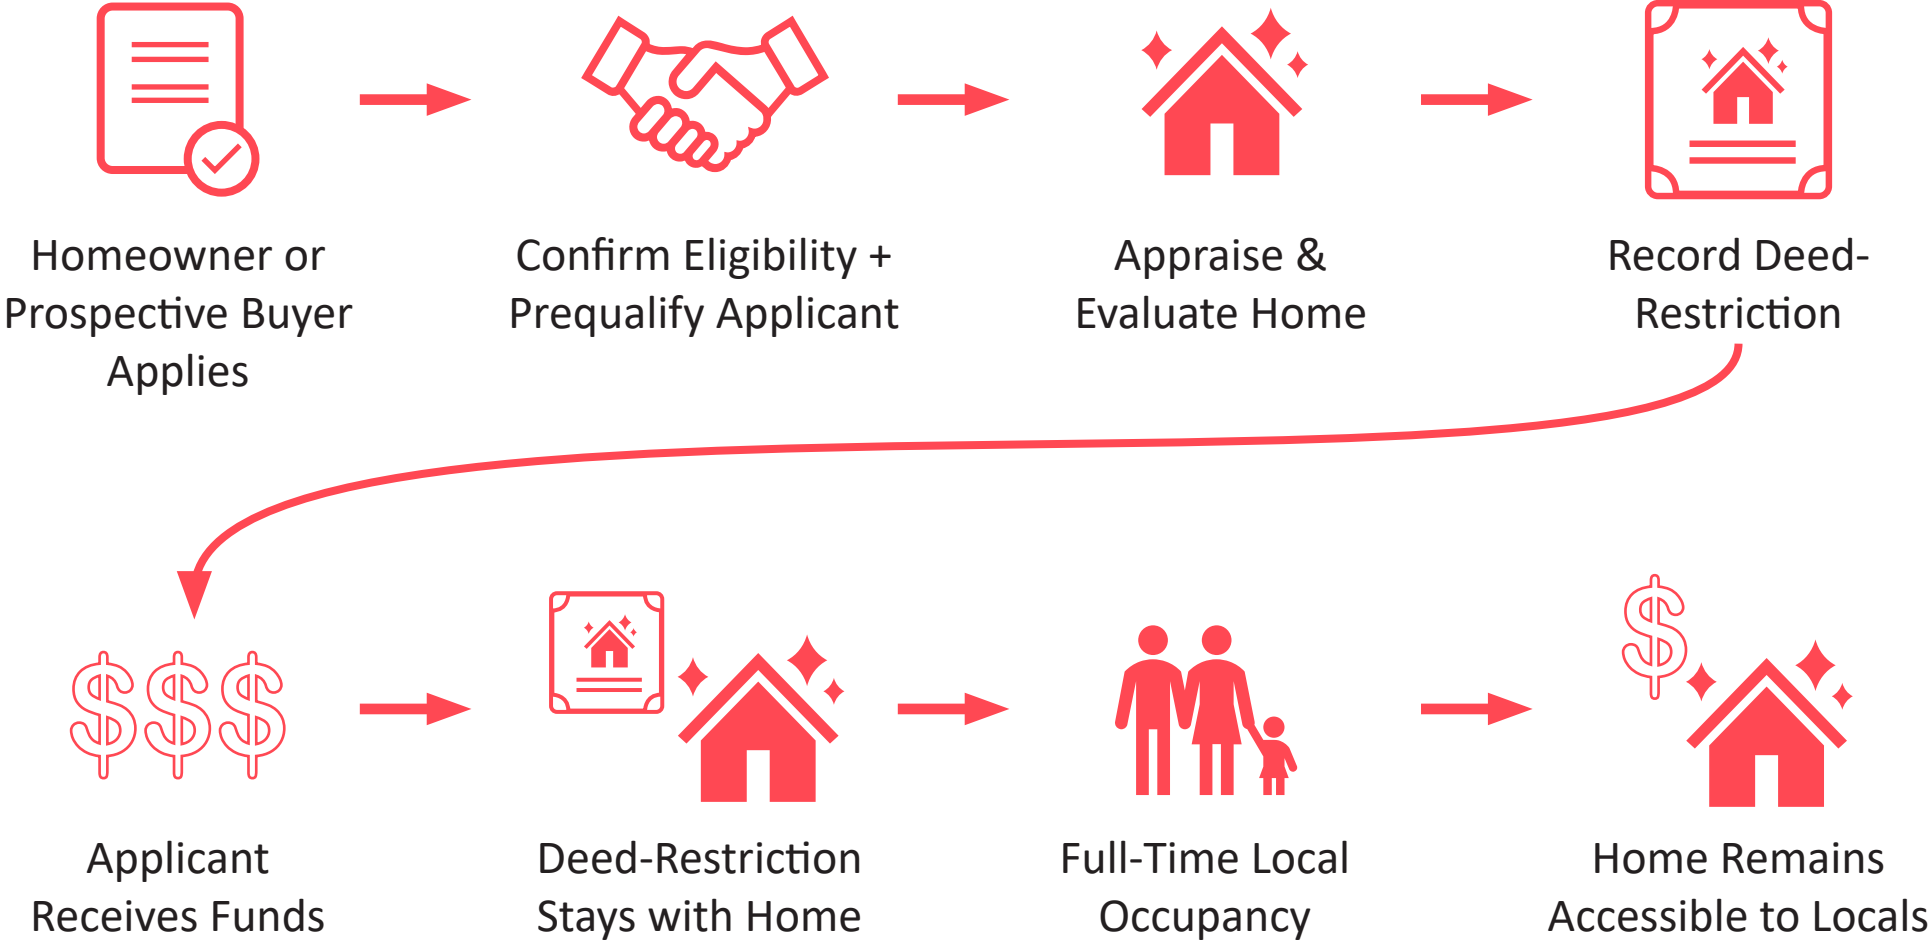 Homeowner or
Prospective Buyer
Applies
Confirm Eligibility +
Prequalify Applicant
Appraise &
Evaluate Home
Record Deed-
Restriction
$$$
Applicant
Receives Funds
Deed-Restriction
Stays with Home
Full-Time Local
Occupancy
$
Home Remains
Accessible to Locals